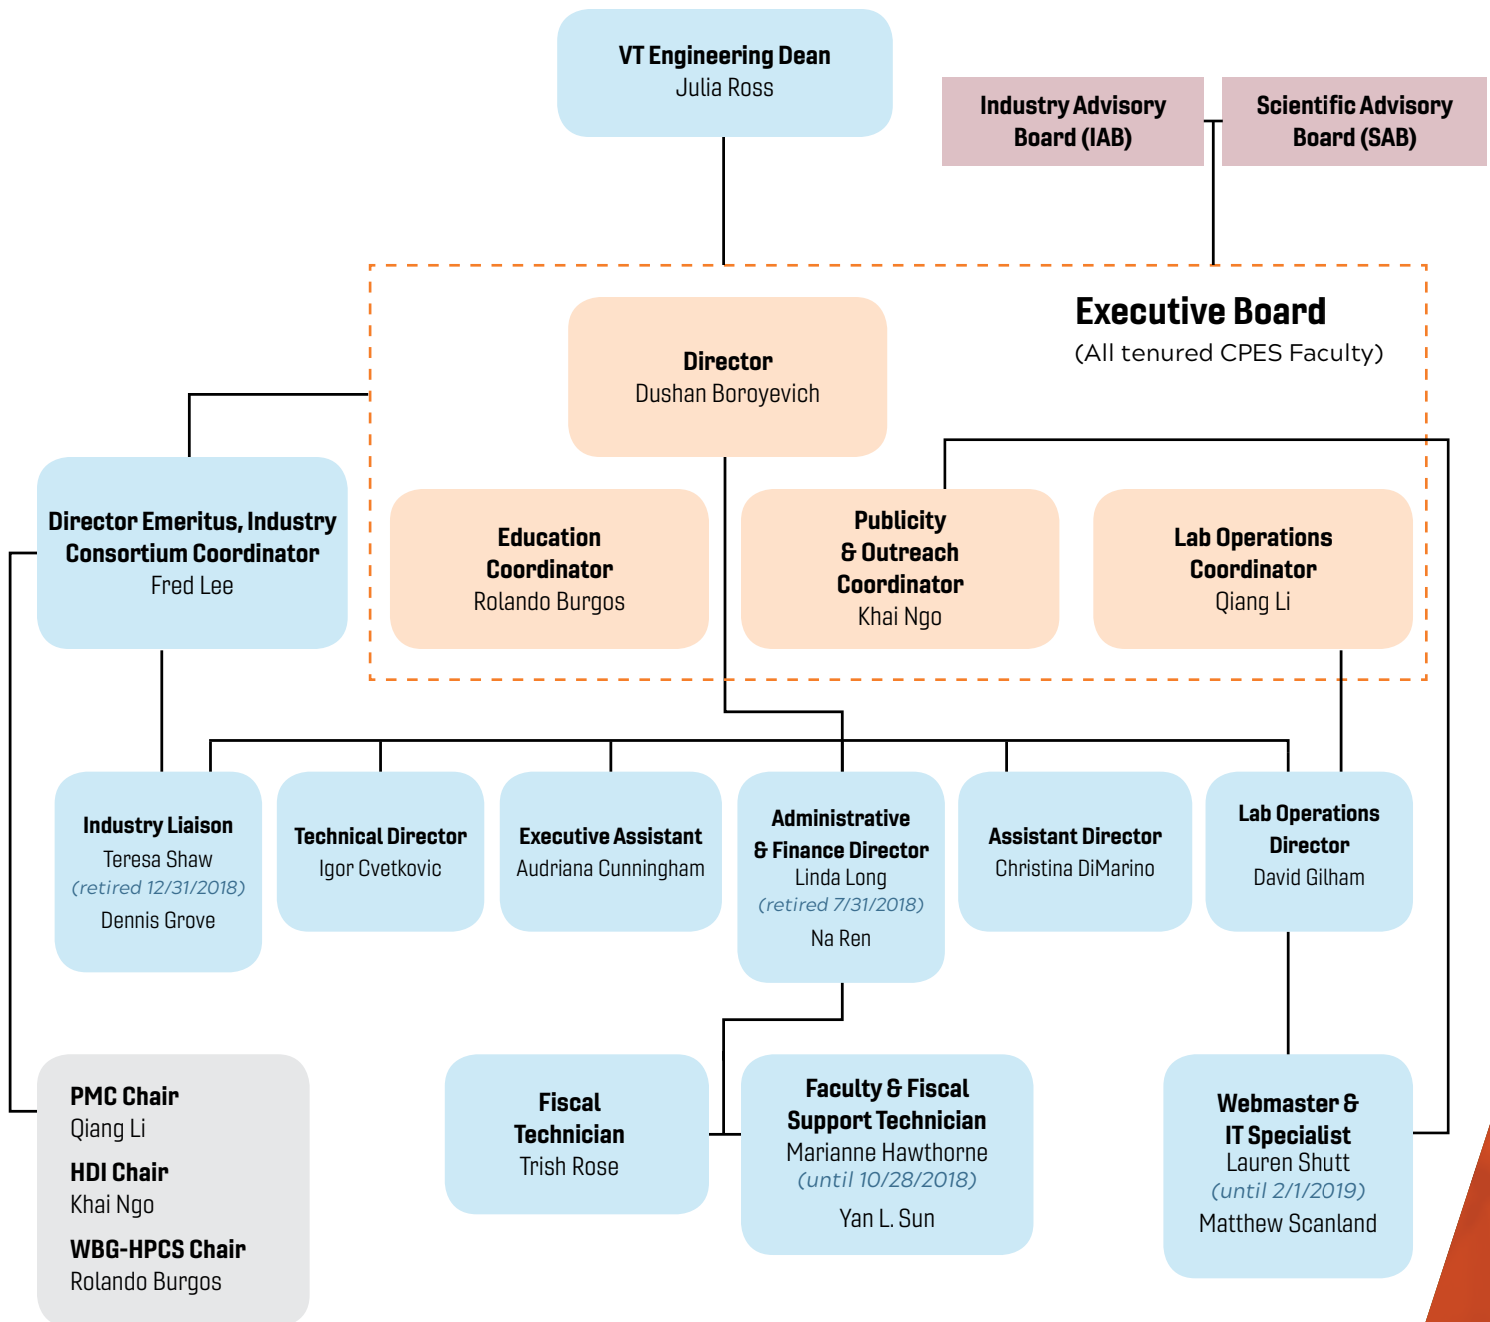 VT Engineering Dean
Julia Ross
Industry Advisory
Board (IAB)
Scientific Advisory
Board (SAB)
Executive Board
(All tenured CPES Faculty)
Director
Dushan Boroyevich
Director Emeritus, Industry
Consortium Coordinator
Fred Lee
Education
Coordinator
Rolando Burgos
Publicity
& Outreach
Coordinator
Khai Ngo
Lab Operations
Coordinator
Qiang Li
Industry Liaison
Teresa Shaw
(retired 12/31/2018)
Dennis Grove
Technical Director
Igor Cvetkovic
Executive Assistant
Audriana Cunningham
Administrative
& Finance Director
Linda Long
(retired 7/31/2018)
Na Ren
Assistant Director
Christina DiMarino
Lab Operations
Director
David Gilham
PMC Chair
Qiang Li
HDI Chair
Khai Ngo
WBG-HPCS Chair
Rolando Burgos
Fiscal
Technician
Trish Rose
Faculty & Fiscal
Support Technician
Marianne Hawthorne
(until 10/28/2018)
Yan L. Sun
Webmaster &
IT Specialist
Lauren Shutt
(until 2/1/2019)
Matthew Scanland